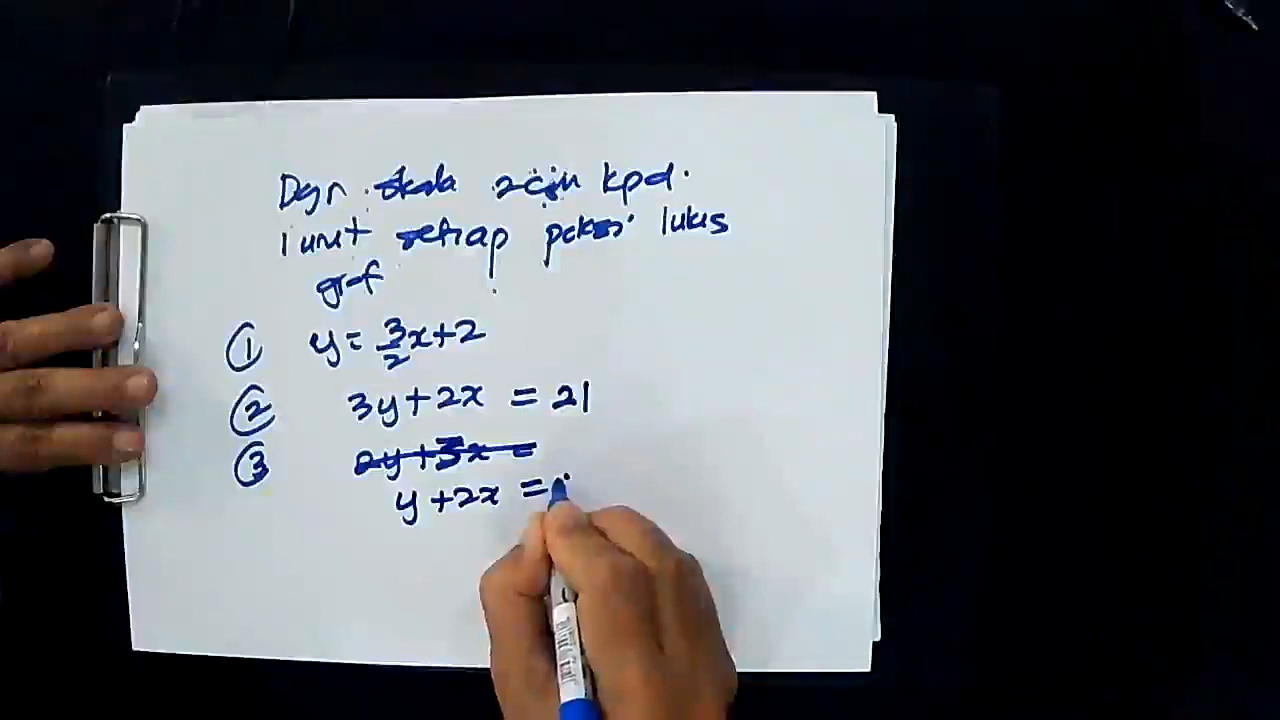 Dgn skala 2cm kpd.
1 unit setiap paksi lukis
graf
① y = 3/2 x + 2
② 3y + 2x = 21
③ 2y + 3x =
y + 2x =